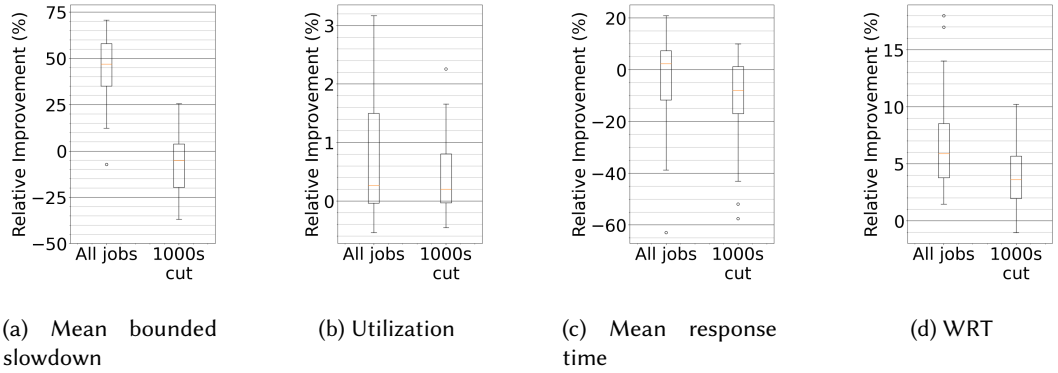 Relative Improvement (%)
75
50
25
0
−25
−50
All jobs
1000s
cut
(a) Mean bounded
slowdown
Relative Improvement (%)
3
2
1
0
All jobs
1000s
cut
(b) Utilization
Relative Improvement (%)
20
0
−20
−40
−60
All jobs
1000s
cut
(c) Mean response
time
Relative Improvement (%)
15
10
5
0
All jobs
1000s
cut
(d) WRT